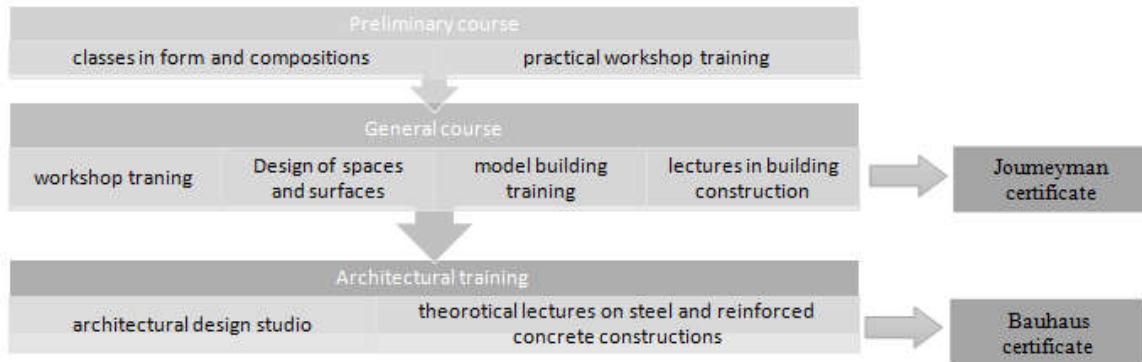 Preliminary course
classes in form and compositions
practical workshop training
General course
workshop traning
Design of spaces
and surfaces
model building
training
lectures in building
construction
Joumeyman
certificate
Architectural training
architectural design studio
theorotical lectures on steel and reinforced
concrete constructions
Bauhaus
certificate